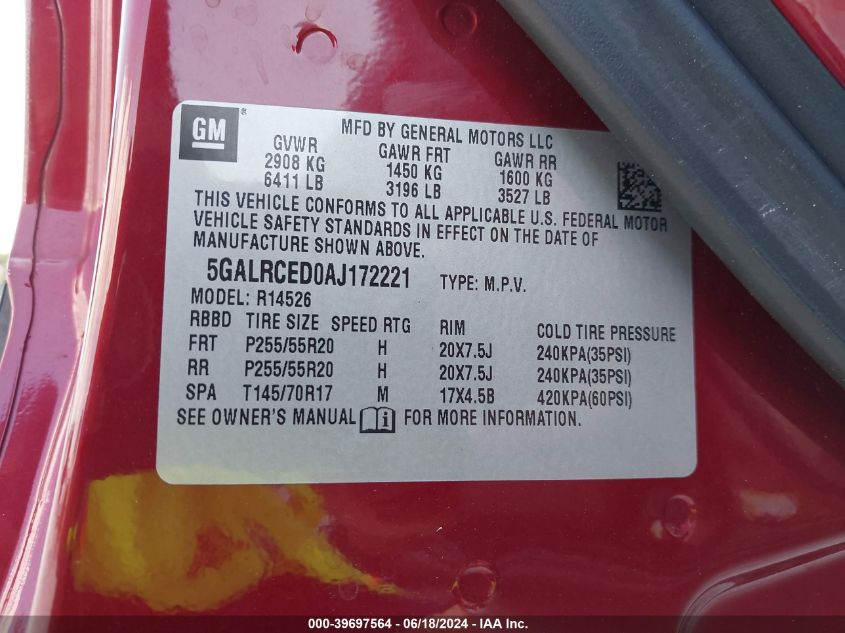 GM
MFD BY GENERAL MOTORS LLC
GVWR GAWR FRT GAWR RR
2908 KG 1450 KG 1600 KG
6411 LB 3196 LB 3527 LB
THIS VEHICLE CONFORMS TO ALL APPLICABLE U.S. FEDERAL MOTOR
VEHICLE SAFETY STANDARDS IN EFFECT ON THE DATE OF
MANUFACTURE SHOWN ABOVE.
5GALRCED0AJ172221 TYPE: M.P.V.
MODEL: R14526
RBBD TIRE SIZE SPEED RTG RIM COLD TIRE PRESSURE
FRT P255/55R20 H 20X7.5J 240KPA(35PSI)
RR P255/55R20 H 20X7.5J 240KPA(35PSI)
SPA T145/70R17 M 17X4.5B 420KPA(60PSI)
SEE OWNER'S MANUAL i FOR MORE INFORMATION.
000-39697564 / 06/18/2024 - IAA Inc.